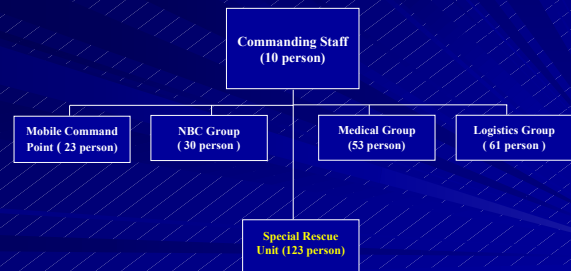 Commanding Staff
(10 person)
Mobile Command
Point ( 23 person)
NBC Group
( 30 person )
Medical Group
(53 person)
Logistics Group
( 61 person )
Special Rescue
Unit (123 person)